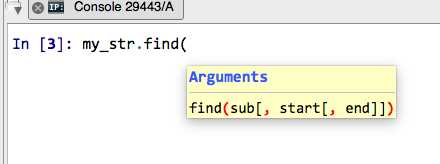 IP: Console 29443/A
In [3]: my_str.find(
Arguments
find(sub[, start[, end]])